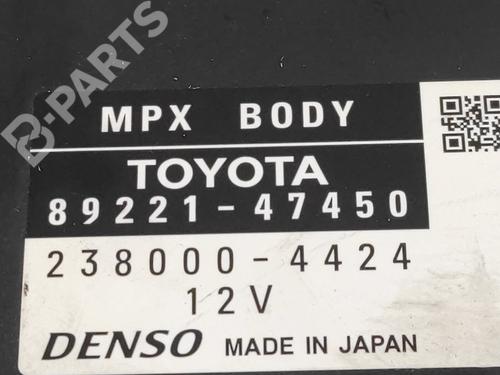 B-PARTS
MPX BODY
TOYOTA
89221-47450
238000-4424
12V
DENSO MADE IN JAPAN